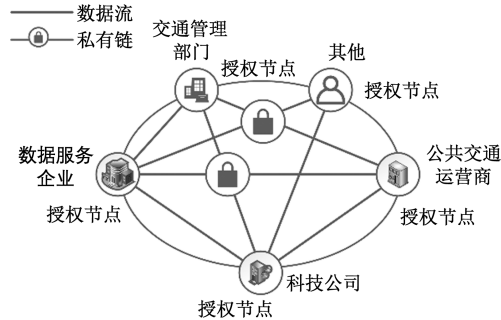 数据流
私有链
交通管理
部门
授权节点
其他
授权节点
数据服务
企业
授权节点
公共交通
运营商
授权节点
科技公司
授权节点